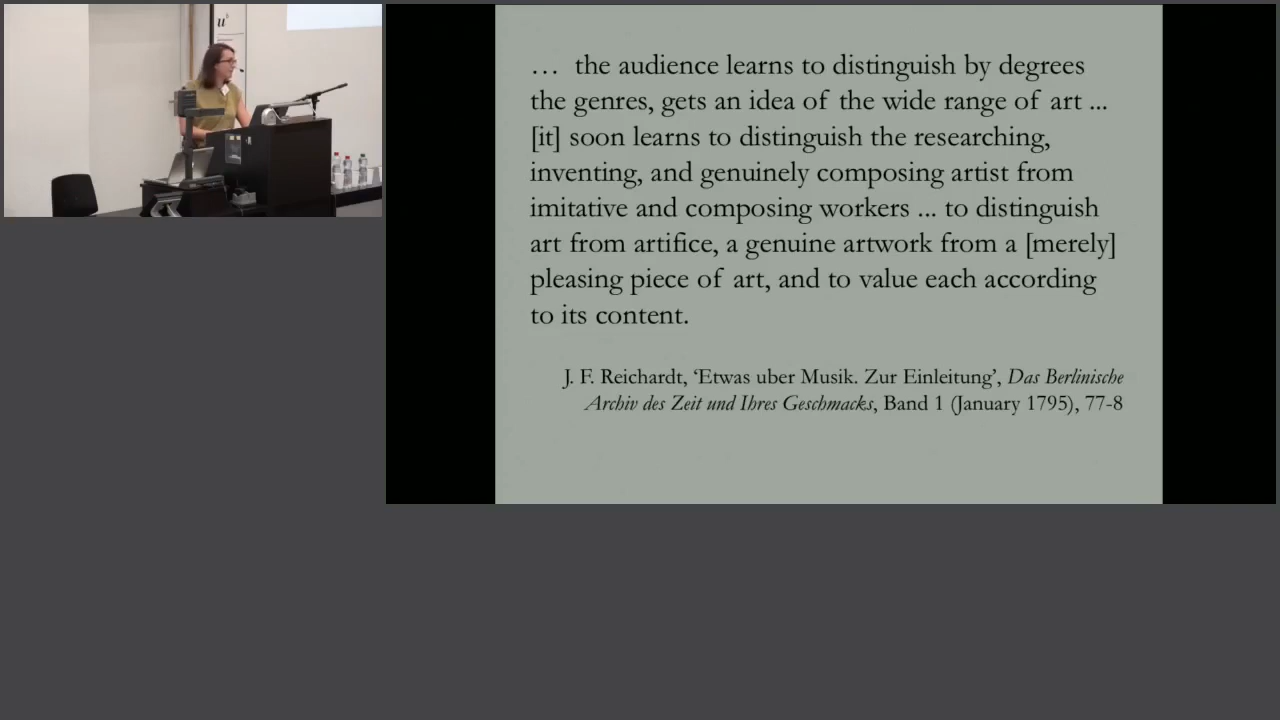 u
… the audience learns to distinguish by degrees
the genres, gets an idea of the wide range of art ...
[it] soon learns to distinguish the researching,
inventing, and genuinely composing artist from
imitative and composing workers ... to distinguish
art from artifice, a genuine artwork from a [merely]
pleasing piece of art, and to value each according
to its content.
J. F. Reichardt, ‘Etwas uber Musik. Zur Einleitung’, Das Berlinische
Archiv des Zeit und Ihres Geschmacks, Band 1 (January 1795), 77-8